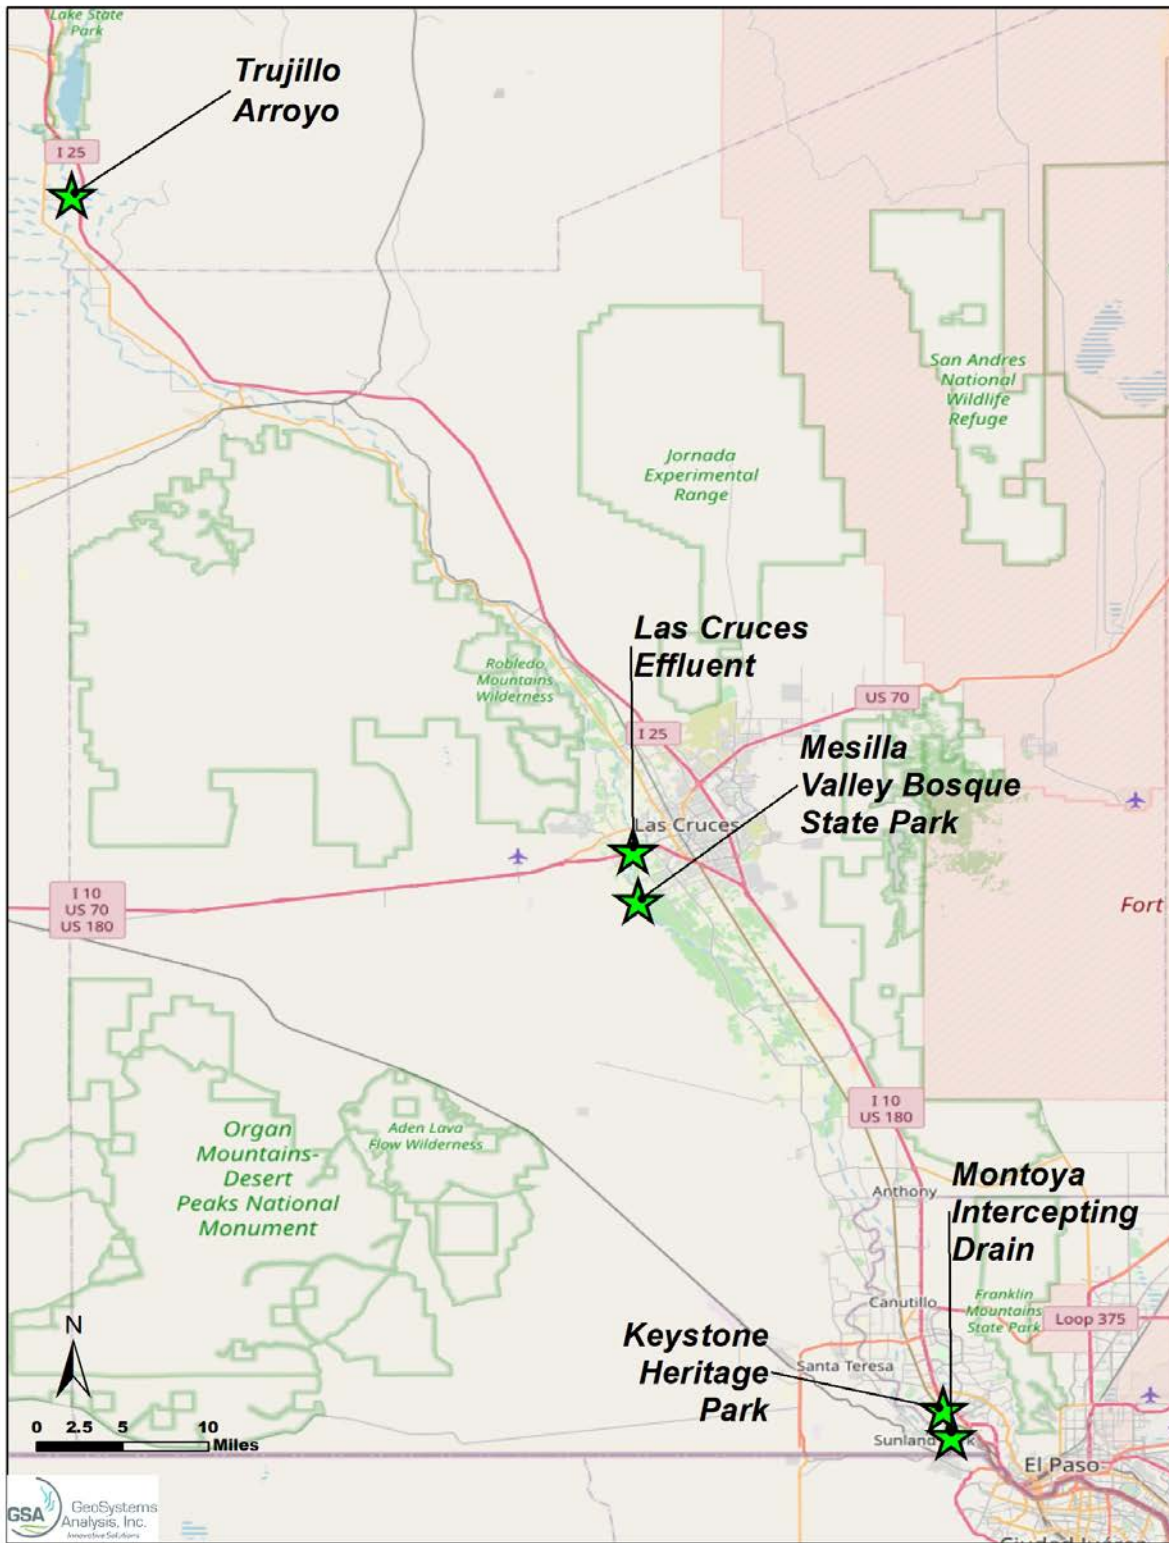 Lake State
Park
Trujillo
Arroyo
I 25
San Andres
National
Wildlife
Refuge
Jornada
Experimental
Range
Las Cruces
Effluent
Robledo
Mountains
Wilderness
US 70
I 25
Mesilla
Valley Bosque
State Park
Las Cruces
I 10
US 70
US 180
Fort
I 10
US 180
Organ
Mountains-
Desert
Peaks National
Monument
Aden Lava
Flow Wilderness
Montoya
Intercepting
Drain
Anthony
Franklin
Mountains
State Park
Canutillo
Loop 375
Keystone
Heritage
Park
Santa Teresa
N
0 2.5 5 10
Miles
Sunland
El Paso
GSA
GeoSystems
Analysis, Inc.
Innovative Solutions